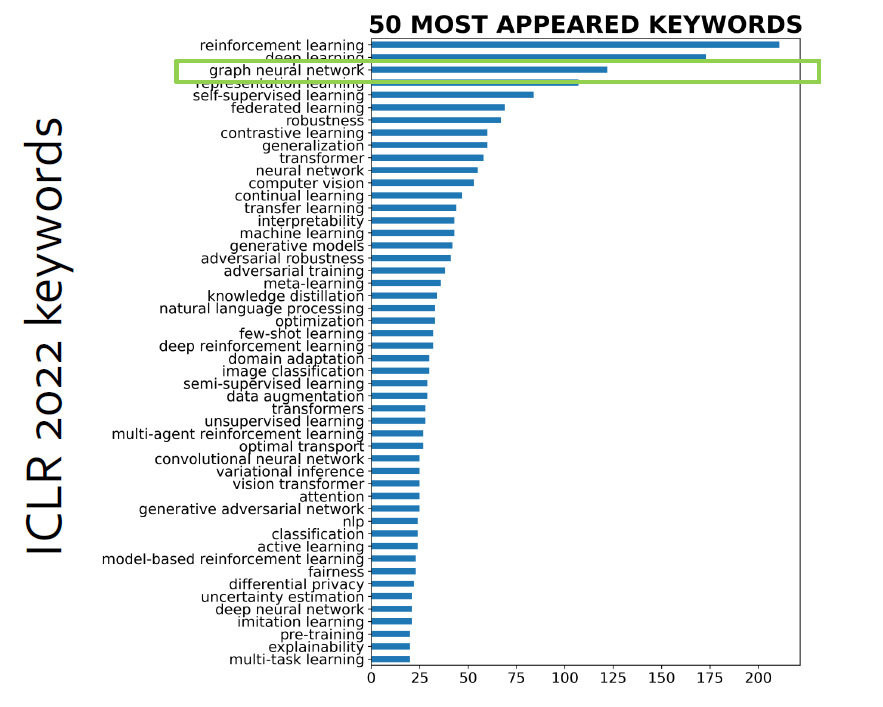 50 MOST APPEARED KEYWORDS
ICLR 2022 keywords
reinforcement learning
deep learning
graph neural network
representation learning
self-supervised learning
federated learning
robustness
contrastive learning
generalization
transformer
neural network
computer vision
continual learning
transfer learning
interpretability
machine learning
generative models
adversarial robustness
adversarial training
meta-learning
knowledge distillation
natural language processing
optimization
few-shot learning
deep reinforcement learning
domain adaptation
image classification
semi-supervised learning
data augmentation
transformers
unsupervised learning
multi-agent reinforcement learning
optimal transport
convolutional neural network
variational inference
vision transformer
attention
generative adversarial network
nlp
classification
active learning
model-based reinforcement learning
fairness
differential privacy
uncertainty estimation
deep neural network
imitation learning
pre-training
explainability
multi-task learning
0 25 50 75 100 125 150 175 200